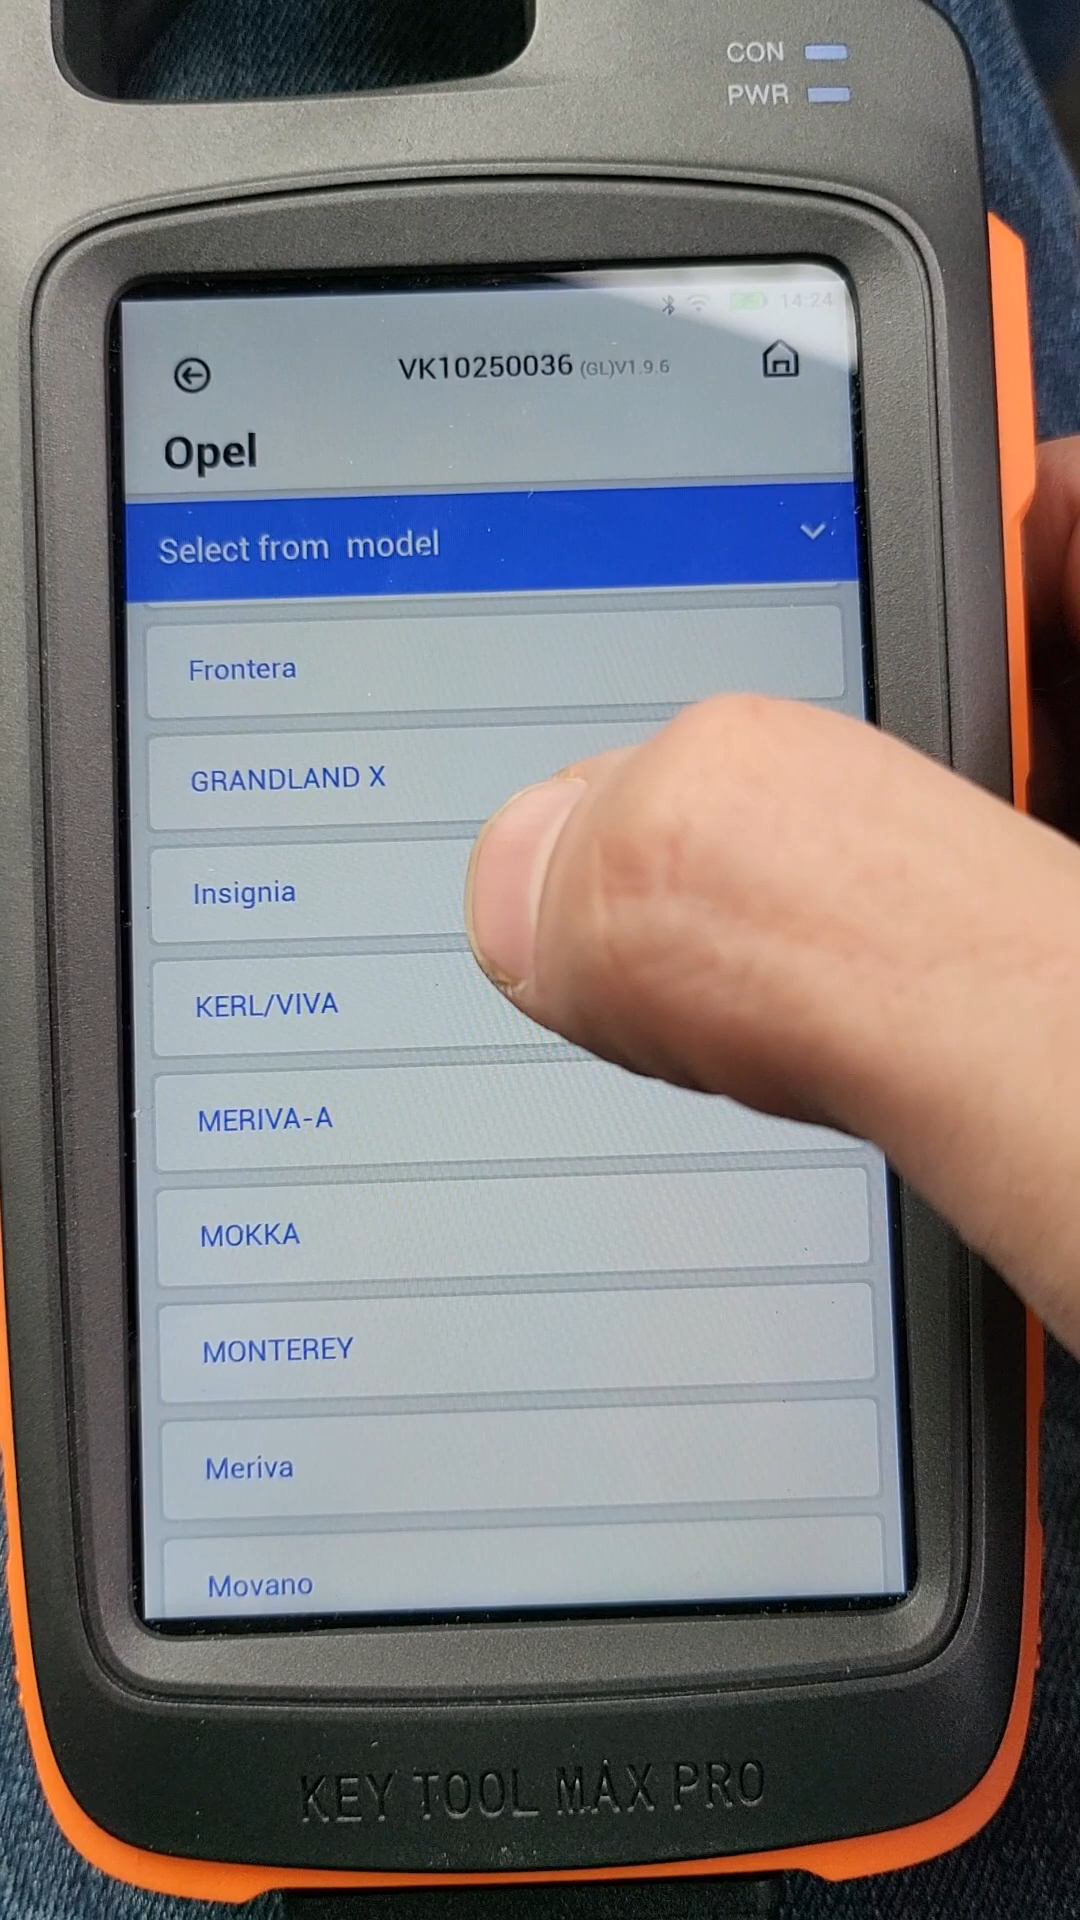 CON
PWR
14:24
VK10250036 (GL)V1.9.6
Opel
Select from model
Frontera
GRANDLAND X
Insignia
KERL/VIVA
MERIVA-A
MOKKA
MONTEREY
Meriva
Movano
KEY TOOL MAX PRO